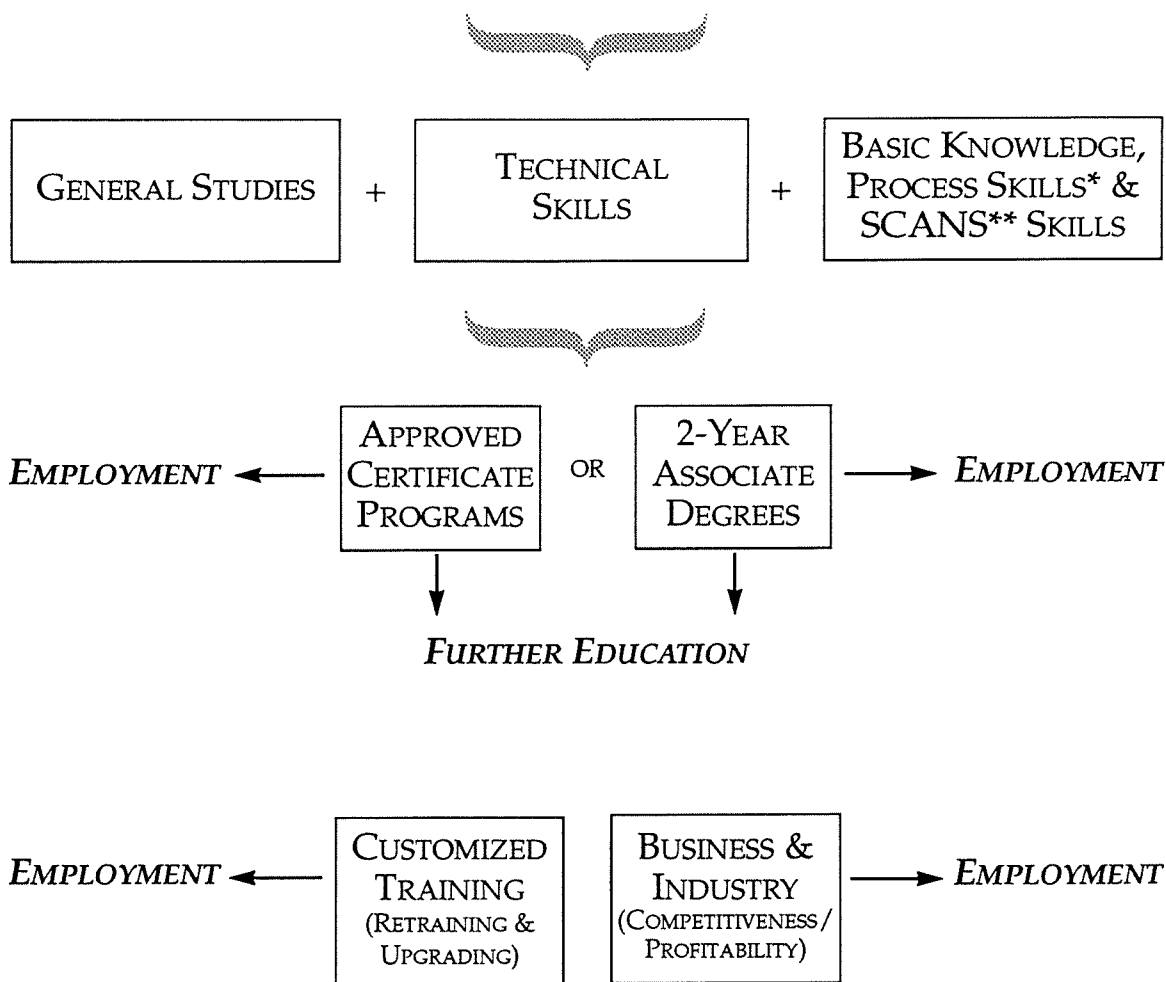 GENERAL STUDIES + TECHNICAL SKILLS + BASIC KNOWLEDGE, PROCESS SKILLS* & SCANS** SKILLS
EMPLOYMENT
APPROVED
CERTIFICATE
PROGRAMS
OR
2-YEAR
ASSOCIATE
DEGREES
EMPLOYMENT
FURTHER EDUCATION
EMPLOYMENT
CUSTOMIZED
TRAINING
(RETRAINING &
UPGRADING)
BUSINESS &
INDUSTRY
(COMPETITIVENESS/
PROFITABILITY)
EMPLOYMENT